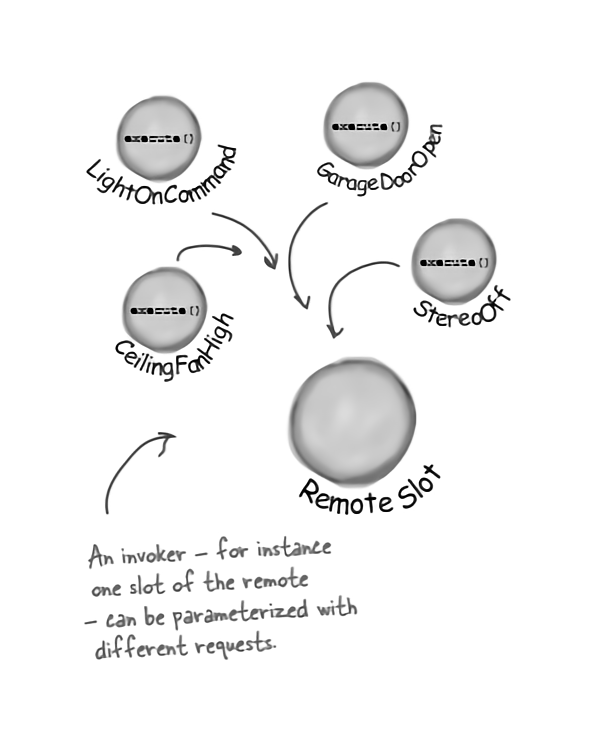 execute()
LightOnCommand
execute()
GarageDoorOpen
execute()
CeilingFanHigh
execute()
StereoOff
Remote Slot
An invoker – for instance
one slot of the remote
– can be parameterized with
different requests.